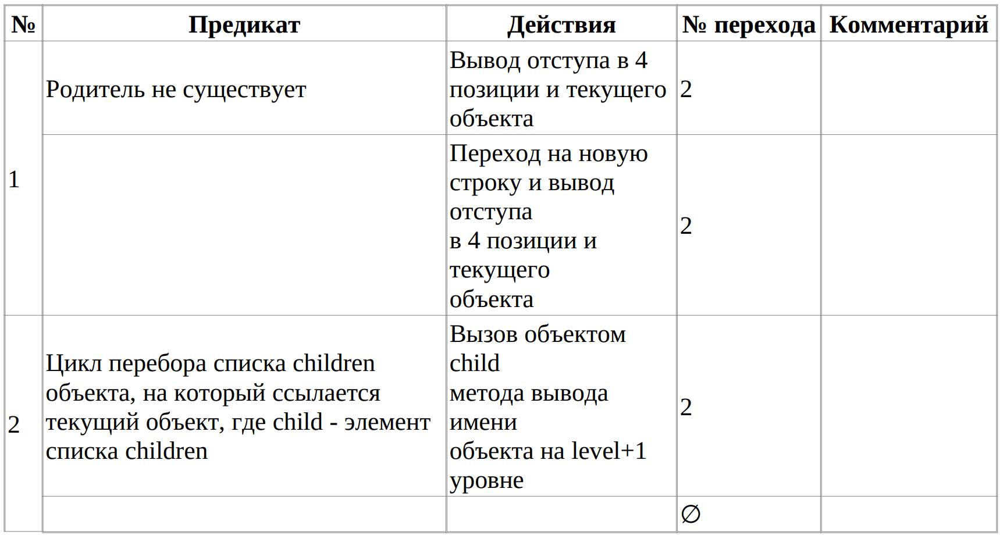 № Предикат Действия № перехода Комментарий
1
Родитель не существует
Вывод отступа в 4
позиции и текущего
объекта
2
Переход на новую
строку и вывод
отступа
в 4 позиции и
текущего
объекта
2
2
Цикл перебора списка children
объекта, на который ссылается
текущий объект, где child - элемент
списка children
Вызов объектом
child
метода вывода
имени
объекта на level+1
уровне
2
∅